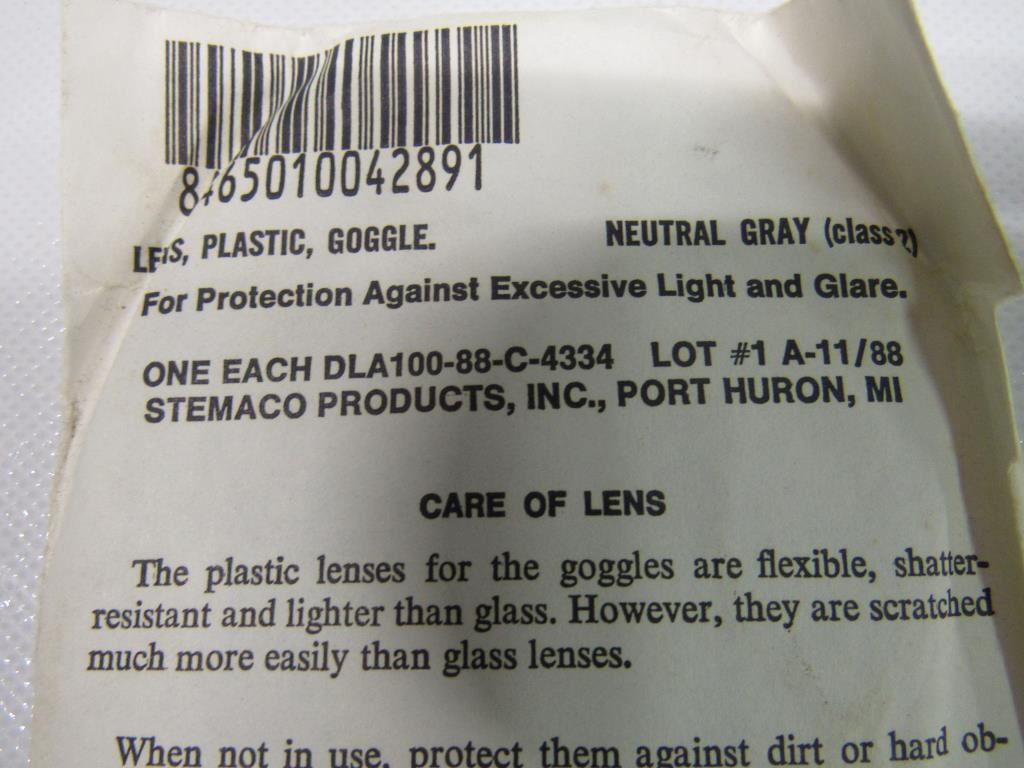 8465010042891
LENS, PLASTIC, GOGGLE. NEUTRAL GRAY (class 2)
For Protection Against Excessive Light and Glare.
ONE EACH DLA100-88-C-4334 LOT #1 A-11/88
STEMACO PRODUCTS, INC., PORT HURON, MI
CARE OF LENS
The plastic lenses for the goggles are flexible, shatter-
resistant and lighter than glass. However, they are scratched
much more easily than glass lenses.
When not in use, protect them against dirt or hard ob-